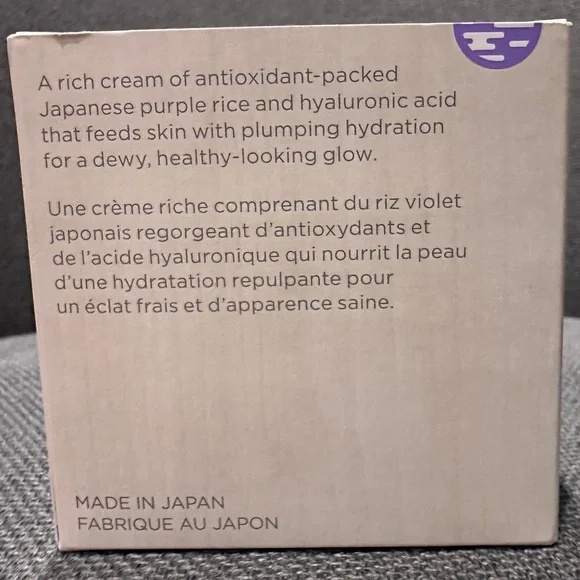 A rich cream of antioxidant-packed
Japanese purple rice and hyaluronic acid
that feeds skin with plumping hydration
for a dewy, healthy-looking glow.
Une crème riche comprenant du riz violet
japonais regorgeant d’antioxydants et
de l’acide hyaluronique qui nourrit la peau
d’une hydratation repulpante pour
un éclat frais et d’apparence saine.
MADE IN JAPAN
FABRIQUE AU JAPON